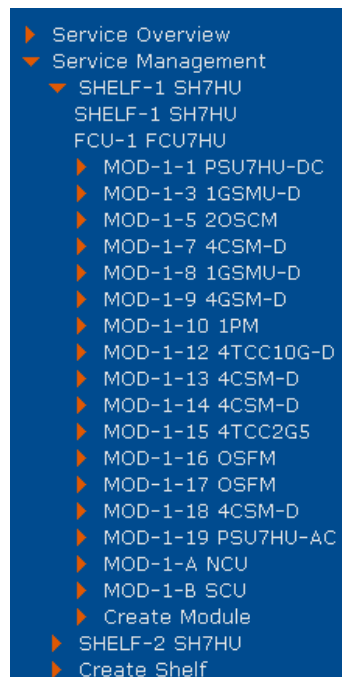 Service Overview
Service Management
SHELF-1 SH7HU
SHELF-1 SH7HU
FCU-1 FCU7HU
MOD-1-1 PSU7HU-DC
MOD-1-3 1GSMU-D
MOD-1-5 2OSCM
MOD-1-7 4CSM-D
MOD-1-8 1GSMU-D
MOD-1-9 4GSM-D
MOD-1-10 1PM
MOD-1-12 4TCC10G-D
MOD-1-13 4CSM-D
MOD-1-14 4CSM-D
MOD-1-15 4TCC2G5
MOD-1-16 OSFM
MOD-1-17 OSFM
MOD-1-18 4CSM-D
MOD-1-19 PSU7HU-AC
MOD-1-A NCU
MOD-1-B SCU
Create Module
SHELF-2 SH7HU
Create Shelf